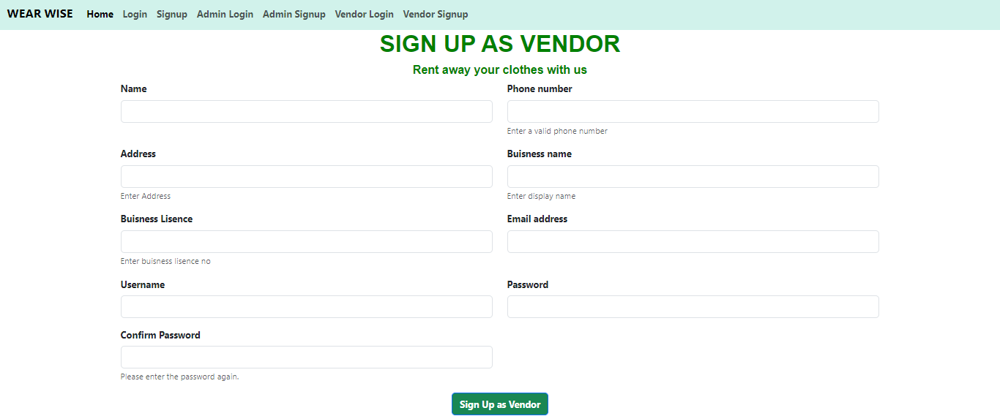 WEAR WISE Home Login Signup Admin Login Admin Signup Vendor Login Vendor Signup
SIGN UP AS VENDOR
Rent away your clothes with us
Name
Phone number
Enter a valid phone number
Address
Buisness name
Enter Address
Enter display name
Buisness Lisence
Email address
Enter buisness lisence no
Username
Password
Confirm Password
Please enter the password again.
Sign Up as Vendor